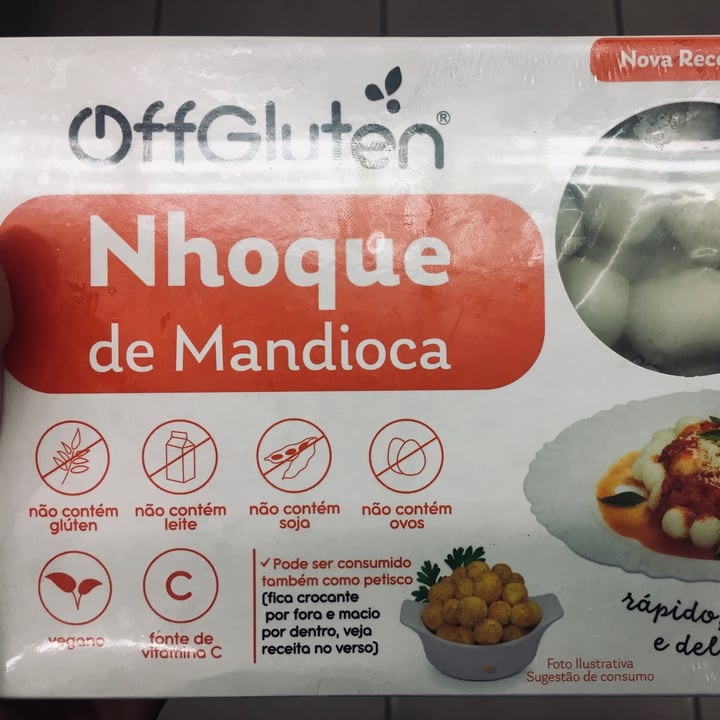 Nova Rece
OffGluten®
Nhoque
de Mandioca
não contém
glúten
não contém
leite
não contém
soja
não contém
ovos
vegano
C
fonte de
vitamina C
✓Pode ser consumido
também como petisco
(fica crocante
por fora e macio
por dentro, veja
receita no verso)
rápido,
e del
Foto Ilustrativa
Sugestão de consumo